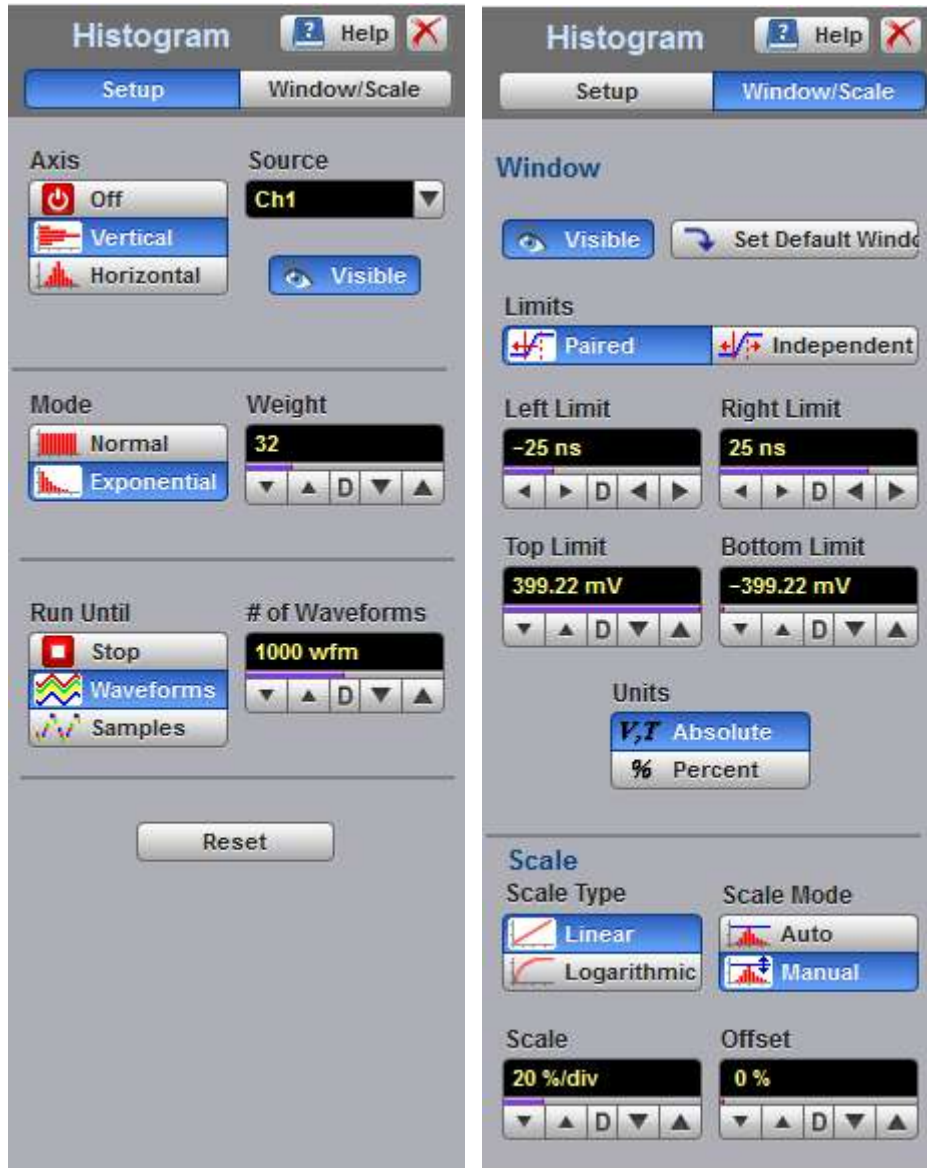 Histogram
Help
Setup
Window/Scale
Axis
Source
Off
Ch1
Vertical
Horizontal
Visible
Mode
Weight
Normal
32
Exponential
D
Run Until
# of Waveforms
Stop
1000 wfm
Waveforms
D
Samples
Reset
Histogram
Help
Setup
Window/Scale
Window
Visible
Set Default Windo
Limits
Paired
Independent
Left Limit
Right Limit
−25 ns
25 ns
D
D
Top Limit
Bottom Limit
399.22 mV
−399.22 mV
D
D
Units
V,T Absolute
% Percent
Scale
Scale Type
Scale Mode
Linear
Auto
Logarithmic
Manual
Scale
Offset
20 %/div
0 %
D
D